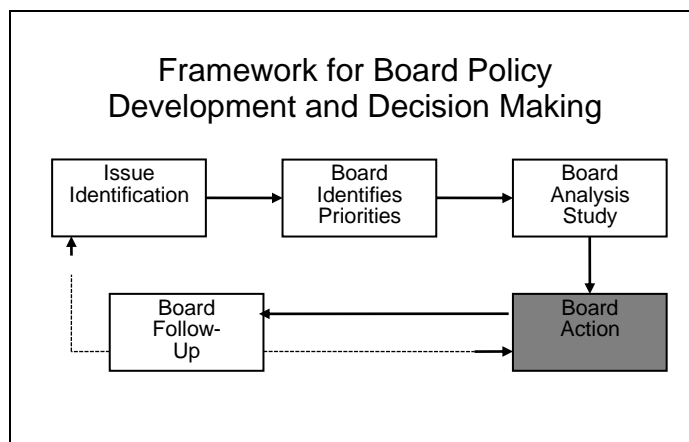 Framework for Board Policy
Development and Decision Making
Issue
Identification
Board
Identifies
Priorities
Board
Analysis
Study
Board
Follow-
Up
Board
Action